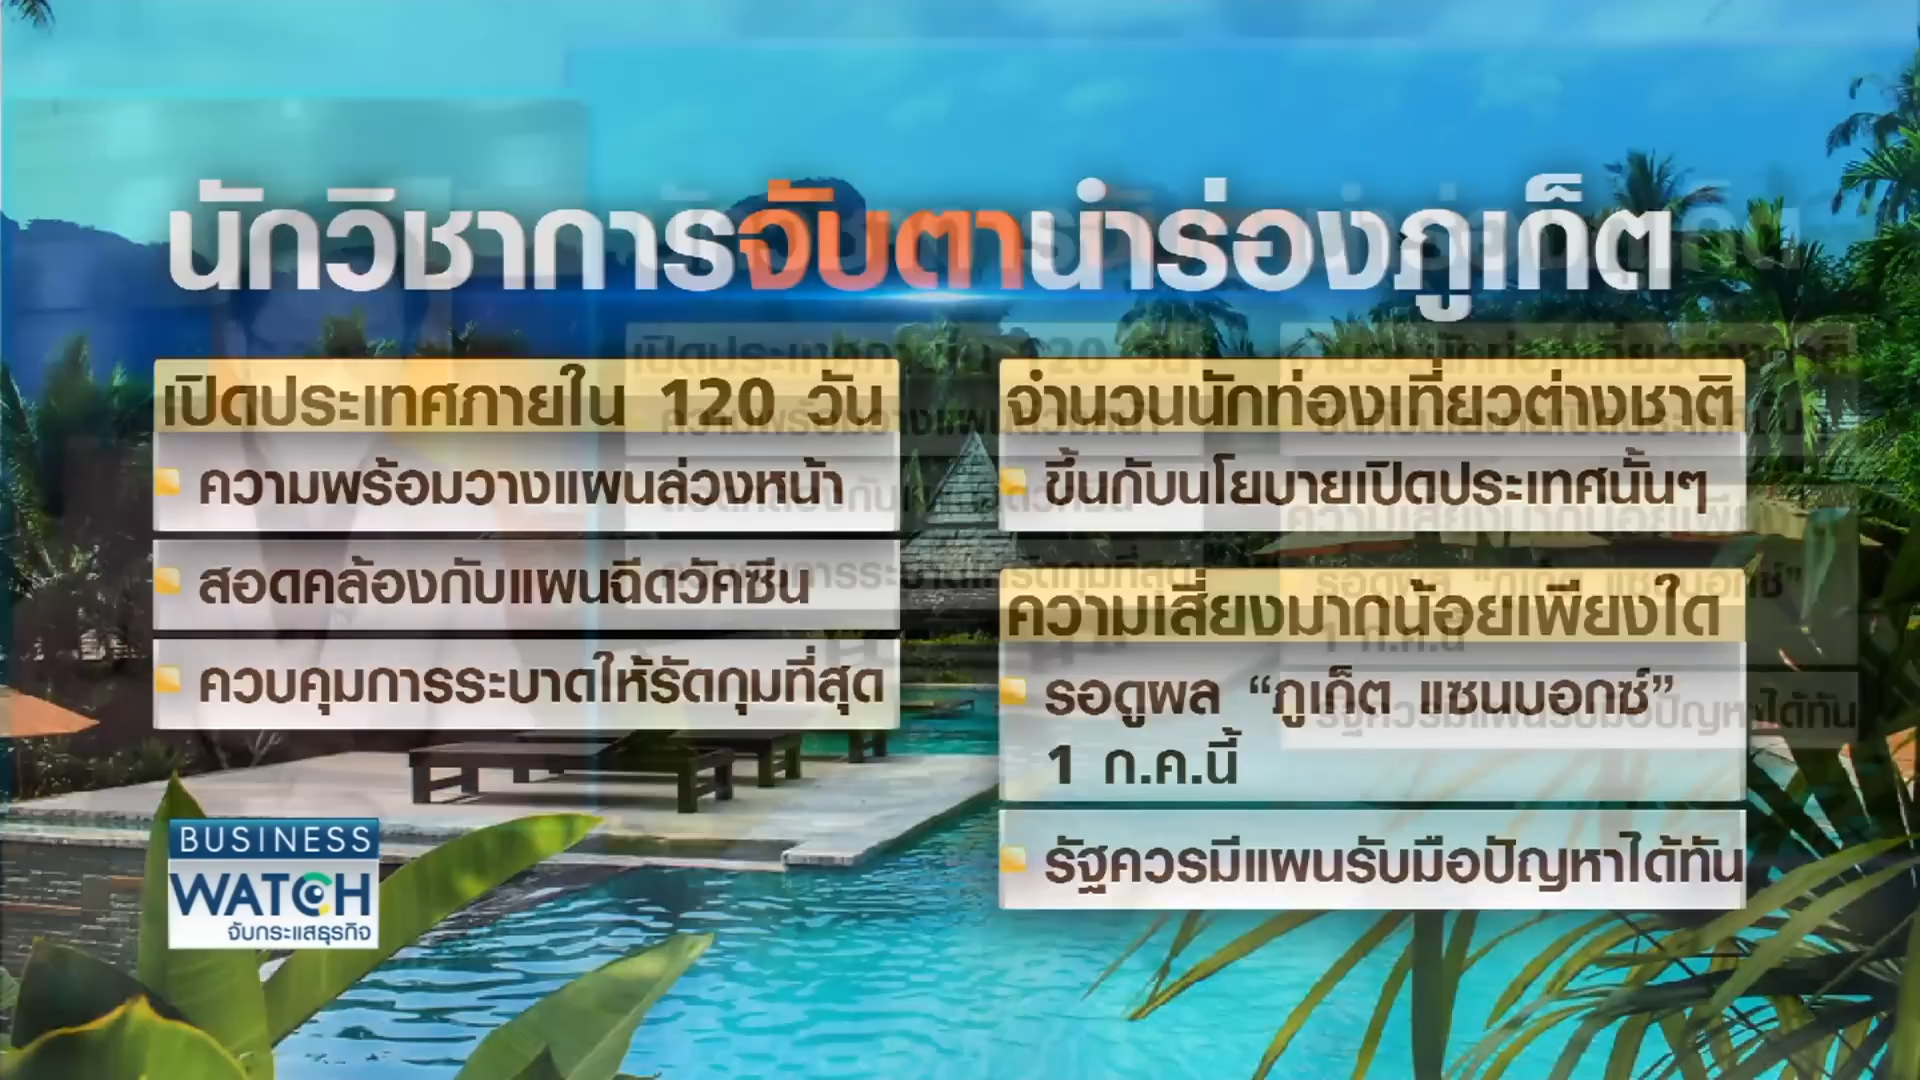 นักวิชาการจับตานำร่องภูเก็ต
เปิดประเทศภายใน 120 วัน
ความพร้อมวางแผนล่วงหน้า
สอดคล้องกับแผนฉีดวัคซีน
ควบคุมการระบาดให้รัดกุมที่สุด
จำนวนนักท่องเที่ยวต่างชาติ
ขึ้นกับนโยบายเปิดประเทศนั้นๆ
ความเสี่ยงมากน้อยเพียงใด
รอดูผล “ภูเก็ต แซนบอกซ์”
1 ก.ค.นี้
รัฐควรมีแผนรับมือปัญหาได้ทัน
BUSINESS
WATCH
จับกระแสธุรกิจ